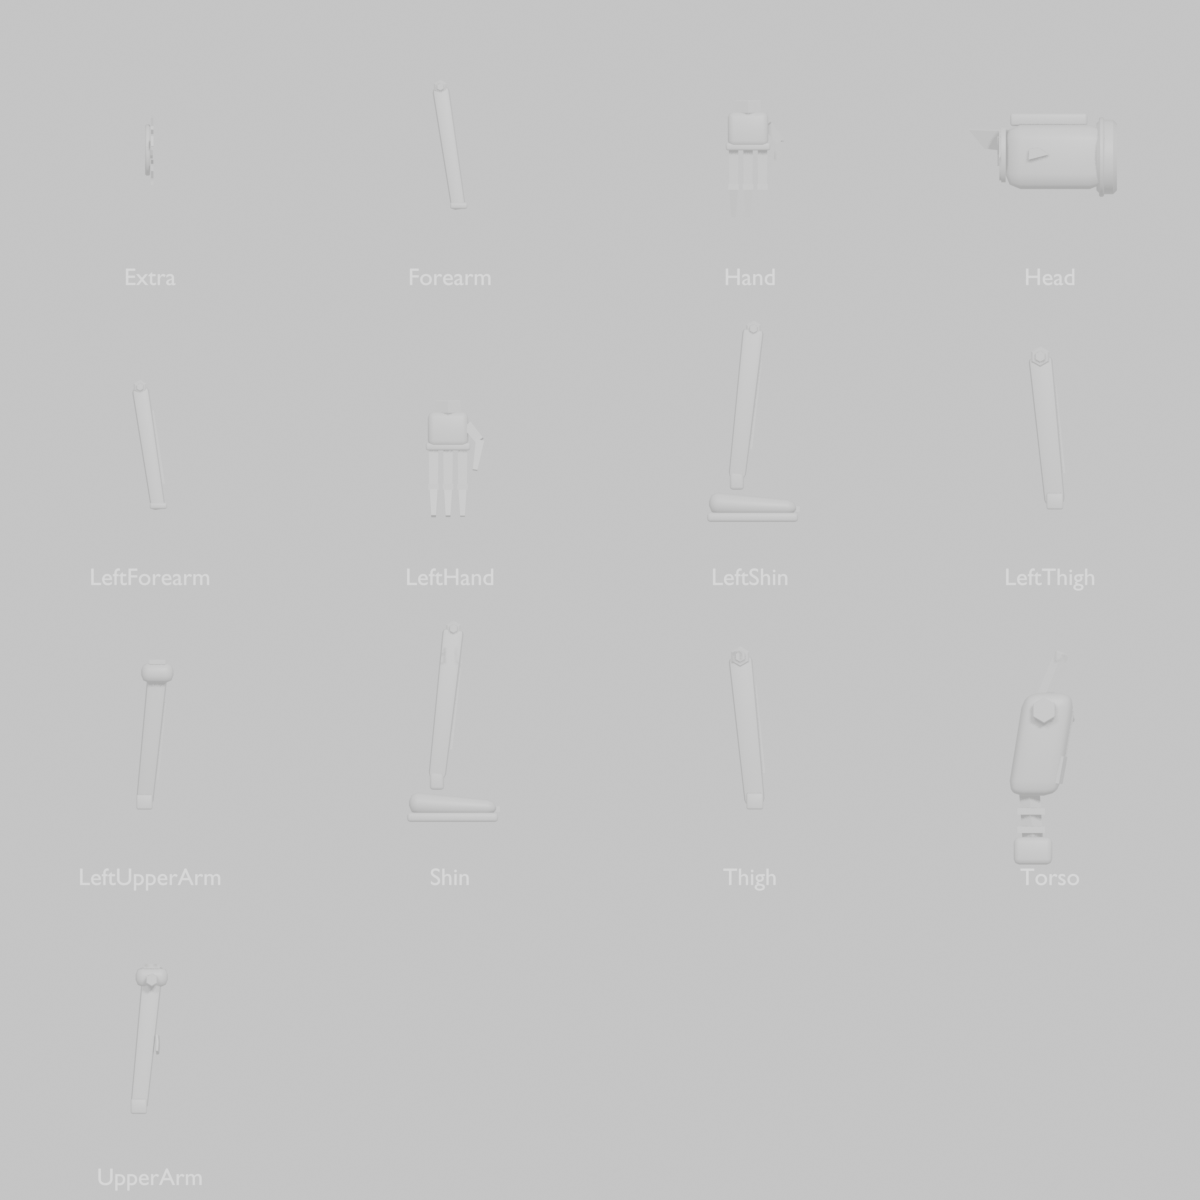 Extra
Forearm
Hand
Head
LeftForearm
LeftHand
LeftShin
LeftThigh
LeftUpperArm
Shin
Thigh
Torso
UpperArm